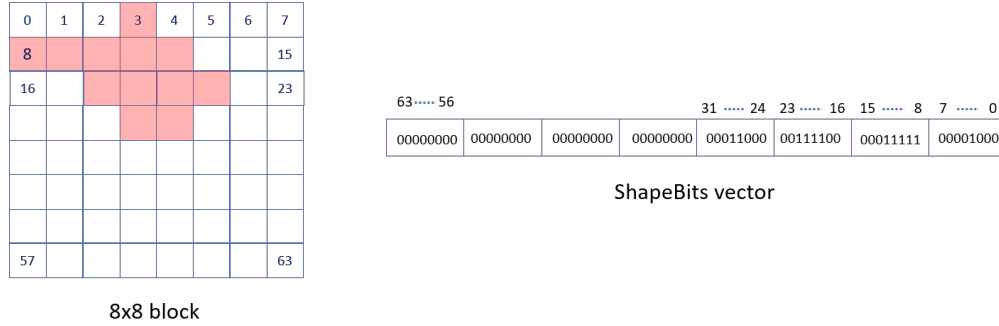 0 1 2 3 4 5 6 7
8 15
16 23
57 63
8x8 block
63 ..... 56 31 ..... 24 23 ..... 16 15 ..... 8 7 ..... 0
00000000 00000000 00000000 00000000 00011000 00111100 00011111 00001000
ShapeBits vector